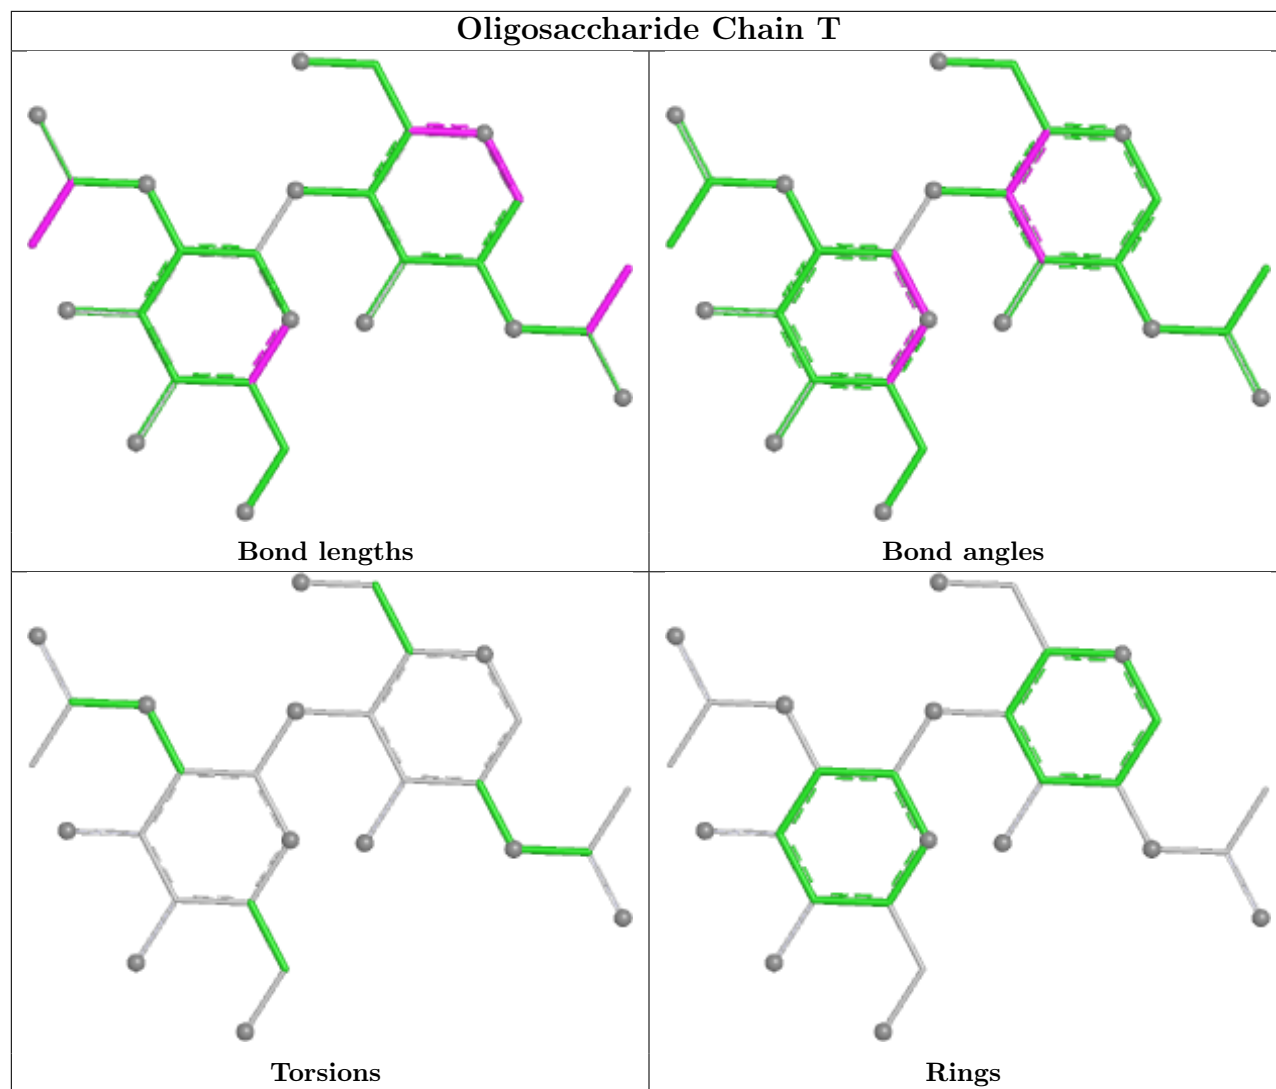 Oligosaccharide Chain T
Bond lengths
Bond angles
Torsions
Rings